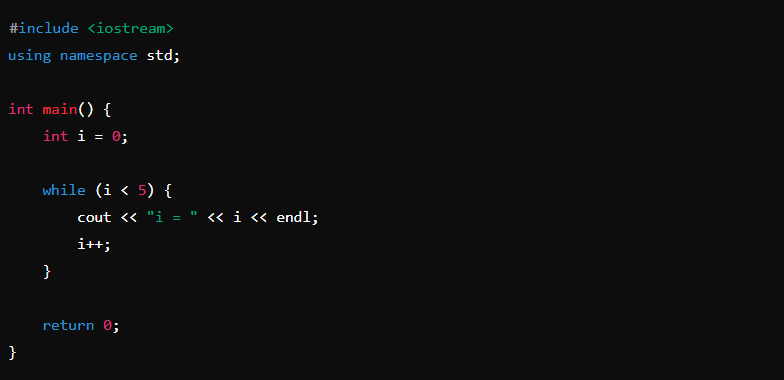 #include <iostream>
using namespace std;
int main() {
    int i = 0;
    while (i < 5) {
        cout << "i = " << i << endl;
        i++;
    }
    return 0;
}